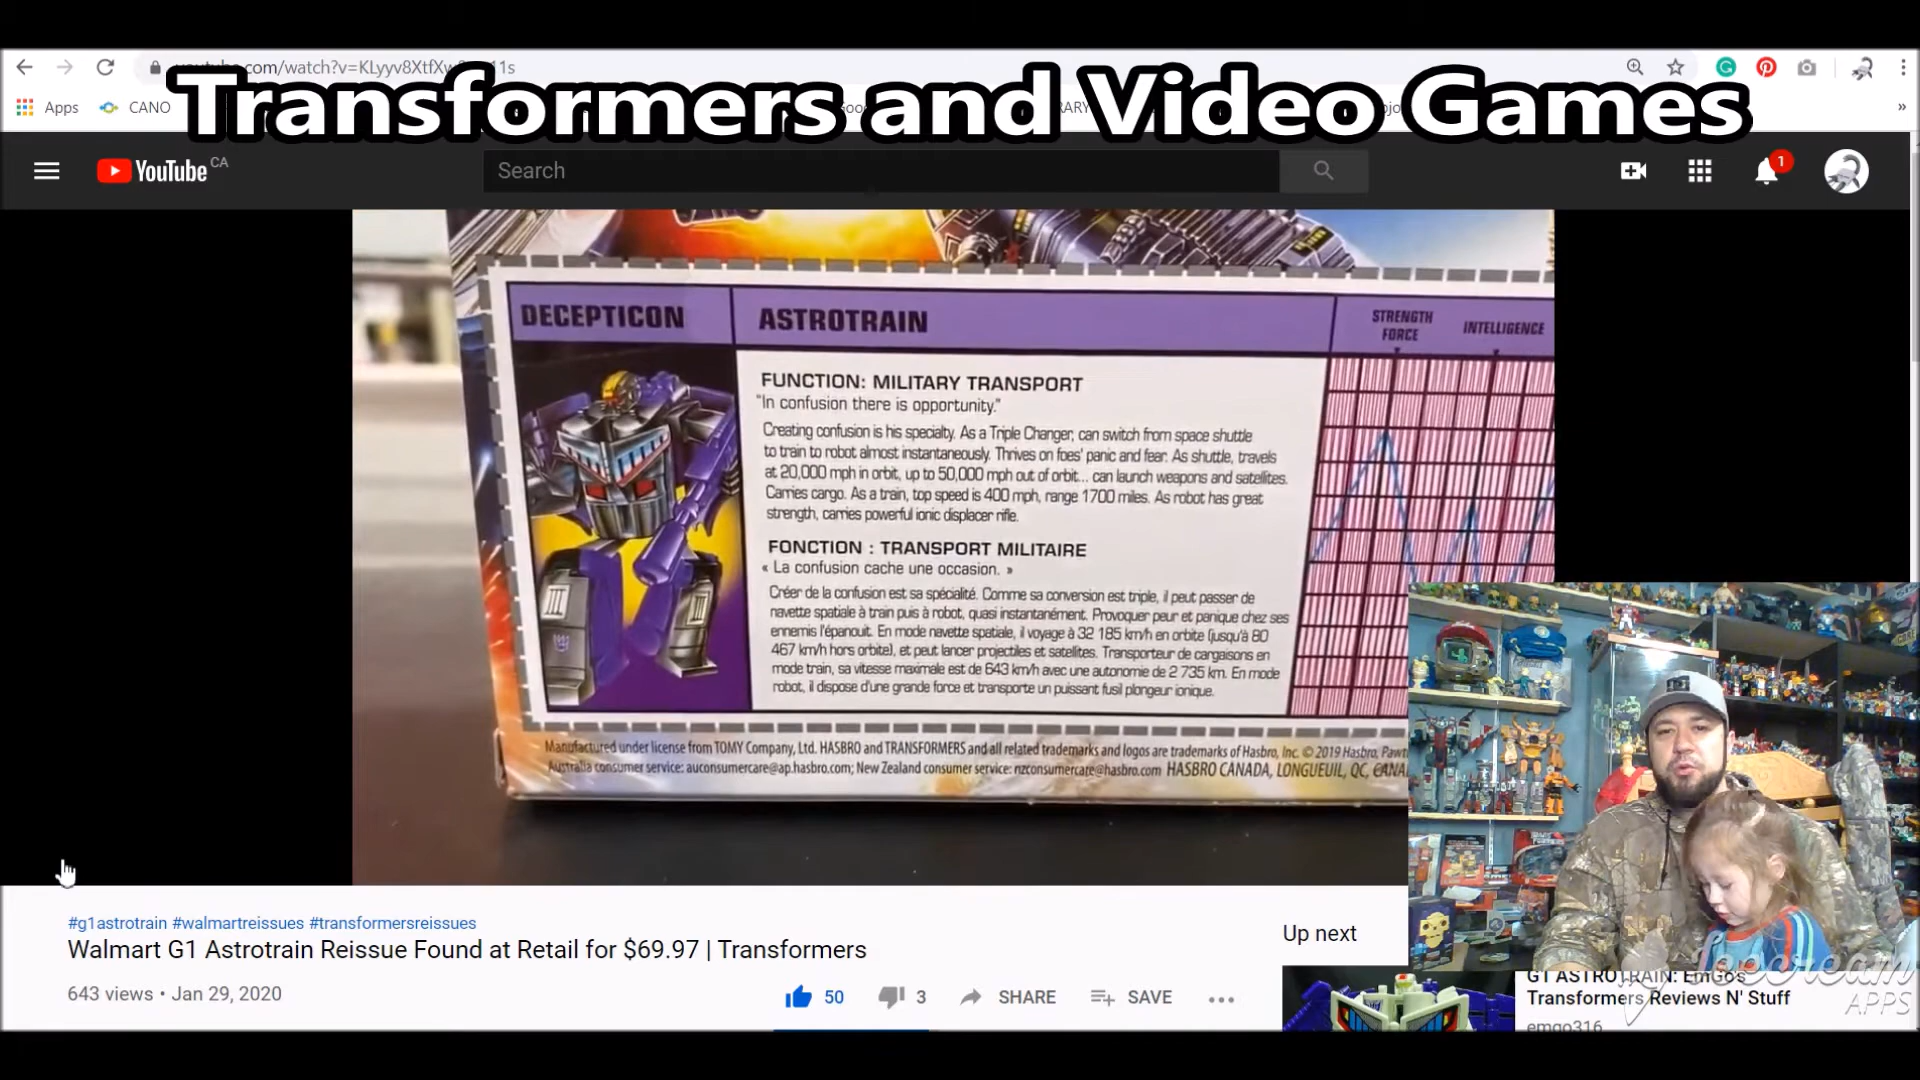 youtube.com/watch?v=KLyyv8XtfXw
Transformers and Video Games
Apps
CANO
YouTube CA
Search
1
DECEPTICON
ASTROTRAIN
STRENGTH
FORCE
INTELLIGENCE
FUNCTION: MILITARY TRANSPORT
"In confusion there is opportunity."
Creating confusion is his specialty. As a Triple Changer, can switch from space shuttle
to train to robot almost instantaneously. Thrives on foes' panic and fear. As shuttle, travels
at 20,000 mph in orbit, up to 50,000 mph out of orbit... can launch weapons and satellites.
Carries cargo. As a train, top speed is 400 mph, range 1700 miles. As robot has great
strength, carries powerful ionic displacer rifle.
FONCTION : TRANSPORT MILITAIRE
« La confusion cache une occasion. »
Créer de la confusion est sa spécialité. Comme sa conversion est triple, il peut passer de
navette spatiale à train puis à robot, quasi instantanément. Provoquer peur et panique chez ses
ennemis l'épanouit. En mode navette spatiale, il voyage à 32 185 km/h en orbite (jusqu'à 80
467 km/h hors orbite), et peut lancer projectiles et satellites. Transporteur de cargaisons en
mode train, sa vitesse maximale est de 643 km/h avec une autonomie de 2 735 km. En mode
robot, il dispose d'une grande force et transporte un puissant fusil plongeur ionique.
Manufactured under license from TOMY Company, Ltd. HASBRO and TRANSFORMERS and all related trademarks and logos are trademarks of Hasbro, Inc. © 2019 Hasbro, Pawt
Australia consumer service: auconsumercare@ap.hasbro.com; New Zealand consumer service: nzconsumercare@hasbro.com HASBRO CANADA, LONGUEUIL, QC, CANA
#g1astrotrain #walmartreissues #transformersreissues
Walmart G1 Astrotrain Reissue Found at Retail for $69.97 | Transformers
643 views • Jan 29, 2020
50
3
SHARE
SAVE
Up next
G1 ASTROTRAIN: EmGo's
Transformers Reviews N' Stuff
emgo316
APPS